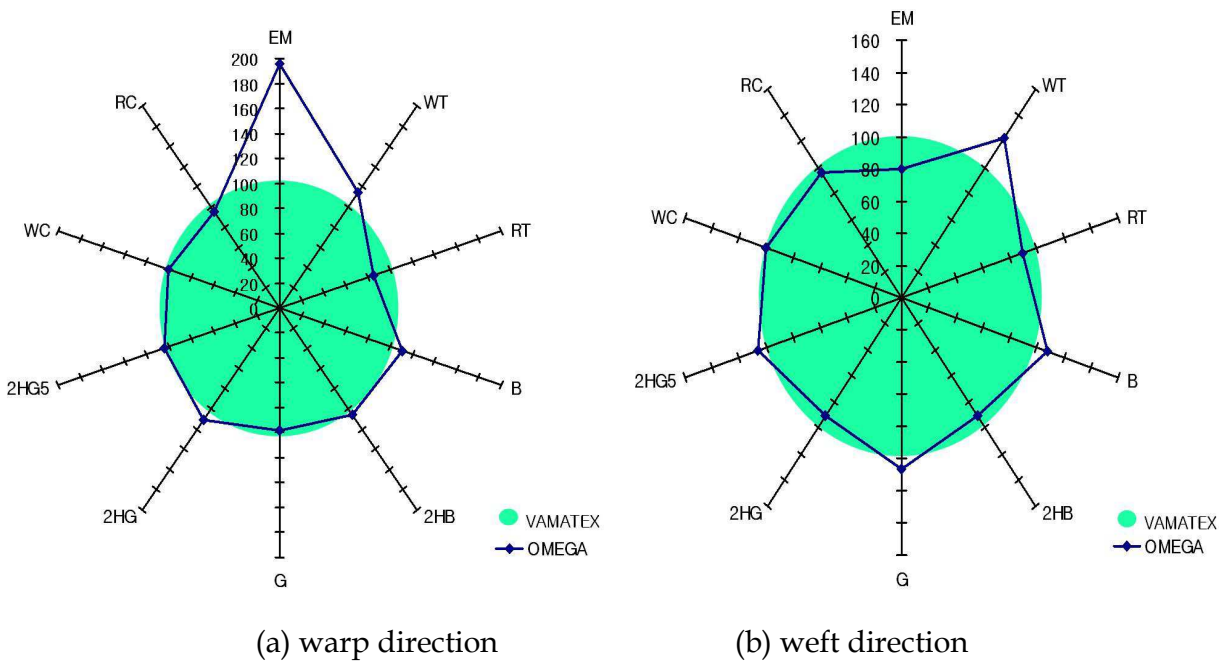 EM
200
180
160
140
120
100
80
60
40
20
0
RC
WT
WC
RT
2HG5
B
2HG
2HB
G
VAMATEX
OMEGA
(a) warp direction
EM
160
140
120
100
80
60
40
20
0
RC
WT
WC
RT
2HG5
B
2HG
2HB
G
VAMATEX
OMEGA
(b) weft direction